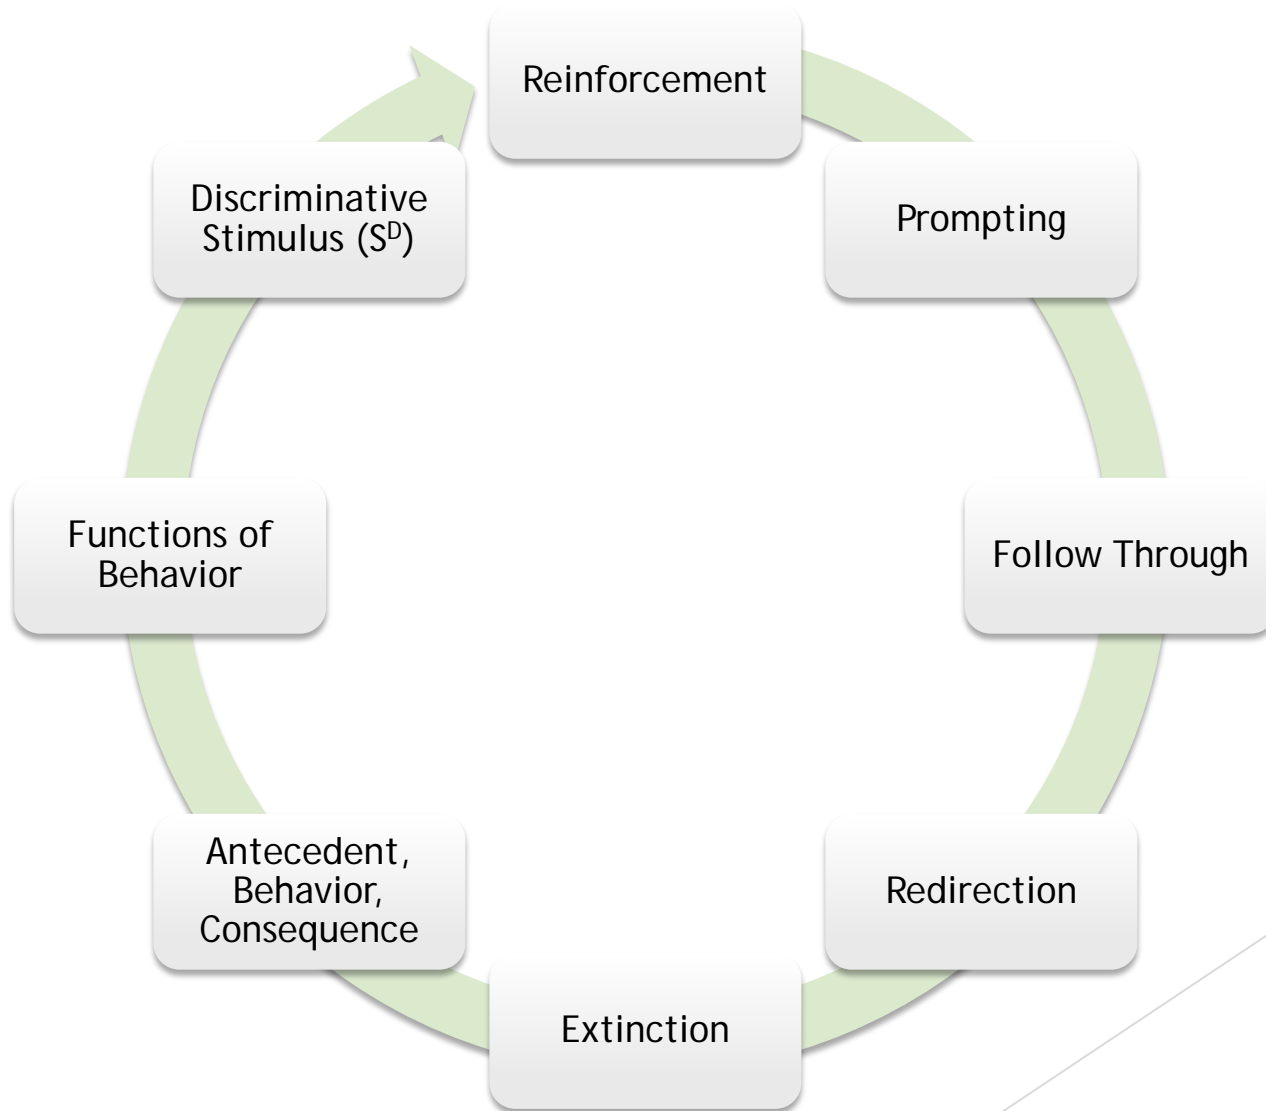 Reinforcement
Prompting
Follow Through
Redirection
Extinction
Antecedent,
Behavior,
Consequence
Functions of
Behavior
Discriminative
Stimulus (Sᴰ)